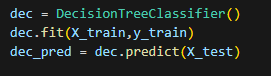 dec = DecisionTreeClassifier()
dec.fit(X_train,y_train)
dec_pred = dec.predict(X_test)